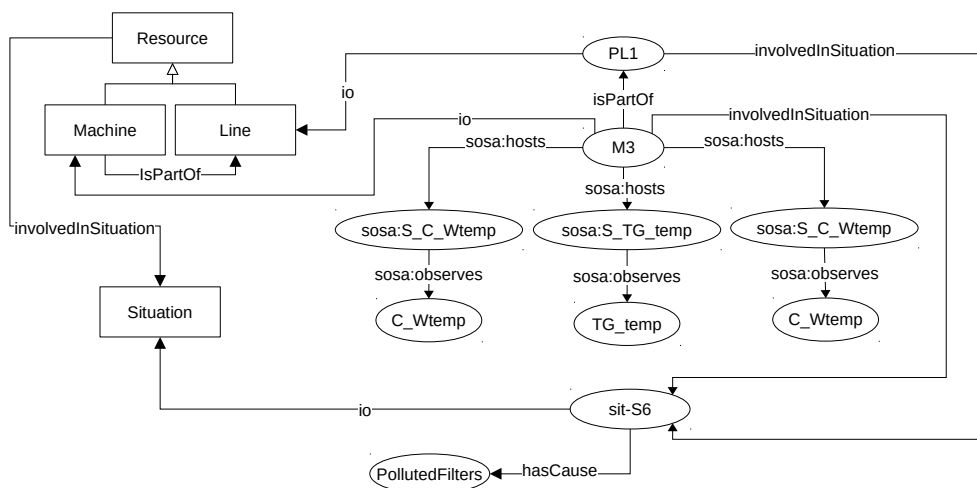 Resource
PL1
involvedInSituation
isPartOf
io
io
involvedInSituation
Machine
Line
M3
sosa:hosts
sosa:hosts
IsPartOf
sosa:hosts
involvedInSituation
sosa:S_C_Wtemp
sosa:S_TG_temp
sosa:S_C_Wtemp
sosa:observes
sosa:observes
sosa:observes
Situation
C_Wtemp
TG_temp
C_Wtemp
io
sit-S6
PollutedFilters
hasCause